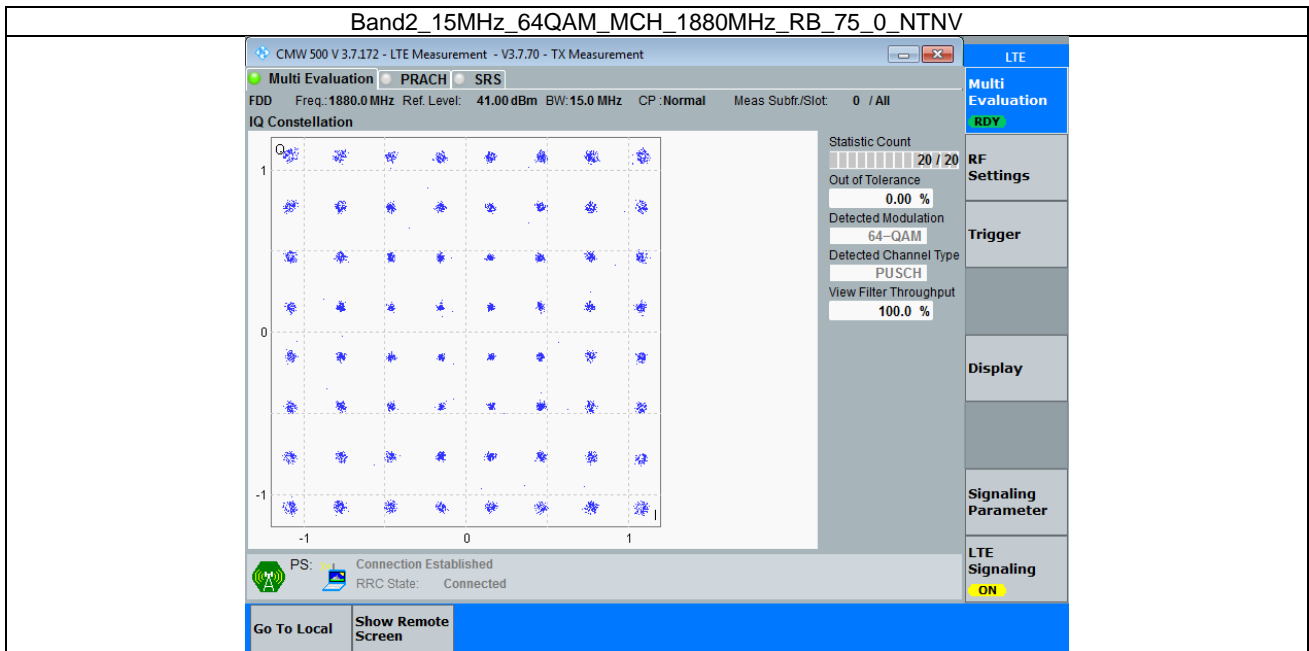 Band2_15MHz_64QAM_MCH_1880MHz_RB_75_0_NTNV
CMW 500 V 3.7.172 - LTE Measurement - V3.7.70 - TX Measurement
LTE
Multi Evaluation PRACH SRS
FDD Freq.:1880.0 MHz Ref. Level: 41.00 dBm BW:15.0 MHz CP :Normal Meas Subfr./Slot: 0 / All
IQ Constellation
Multi
Evaluation
RDY
Q
1
0
-1
-1 0 1
I
Statistic Count
20 / 20
Out of Tolerance
0.00 %
Detected Modulation
64-QAM
Detected Channel Type
PUSCH
View Filter Throughput
100.0 %
RF
Settings
Trigger
Display
Signaling
Parameter
LTE
Signaling
ON
PS: Connection Established
RRC State: Connected
Go To Local
Show Remote
Screen